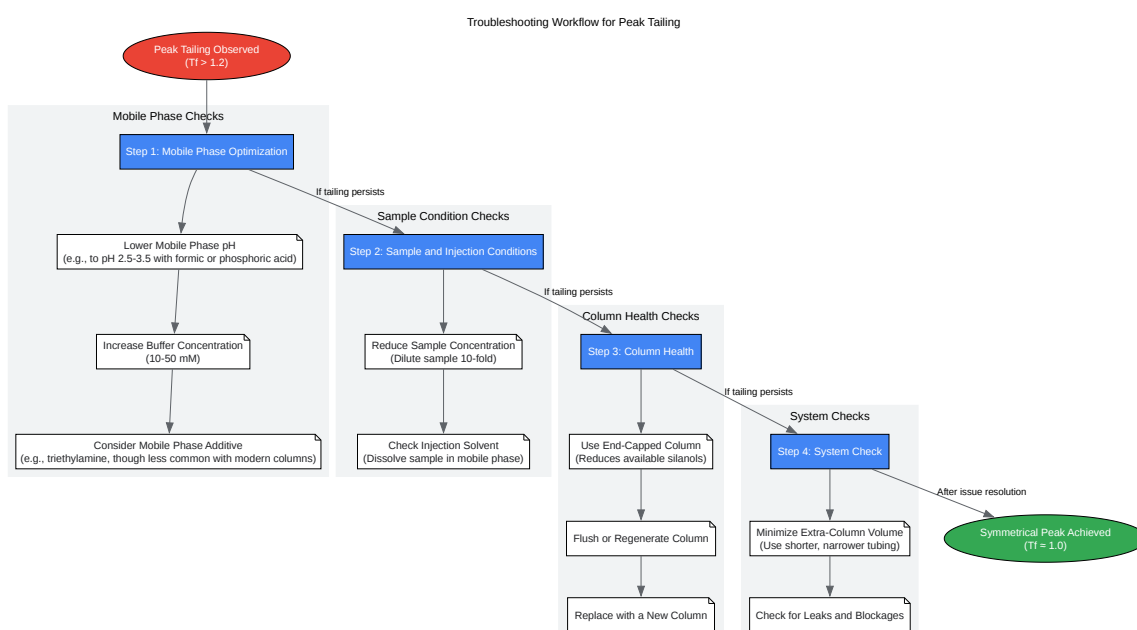 Troubleshooting Workflow for Peak Tailing
Peak Tailing Observed
(Tf > 1.2)
Mobile Phase Checks
Step 1: Mobile Phase Optimization
If tailing persists
Lower Mobile Phase pH
(e.g., to pH 2.5-3.5 with formic or phosphoric acid)
Increase Buffer Concentration
(10-50 mM)
Consider Mobile Phase Additive
(e.g., triethylamine, though less common with modern columns)
Sample Condition Checks
Step 2: Sample and Injection Conditions
If tailing persists
Reduce Sample Concentration
(Dilute sample 10-fold)
Check Injection Solvent
(Dissolve sample in mobile phase)
Column Health Checks
Step 3: Column Health
If tailing persists
Use End-Capped Column
(Reduces available silanols)
Flush or Regenerate Column
Replace with a New Column
System Checks
Step 4: System Check
After issue resolution
Minimize Extra-Column Volume
(Use shorter, narrower tubing)
Check for Leaks and Blockages
Symmetrical Peak Achieved
(Tf ≈ 1.0)